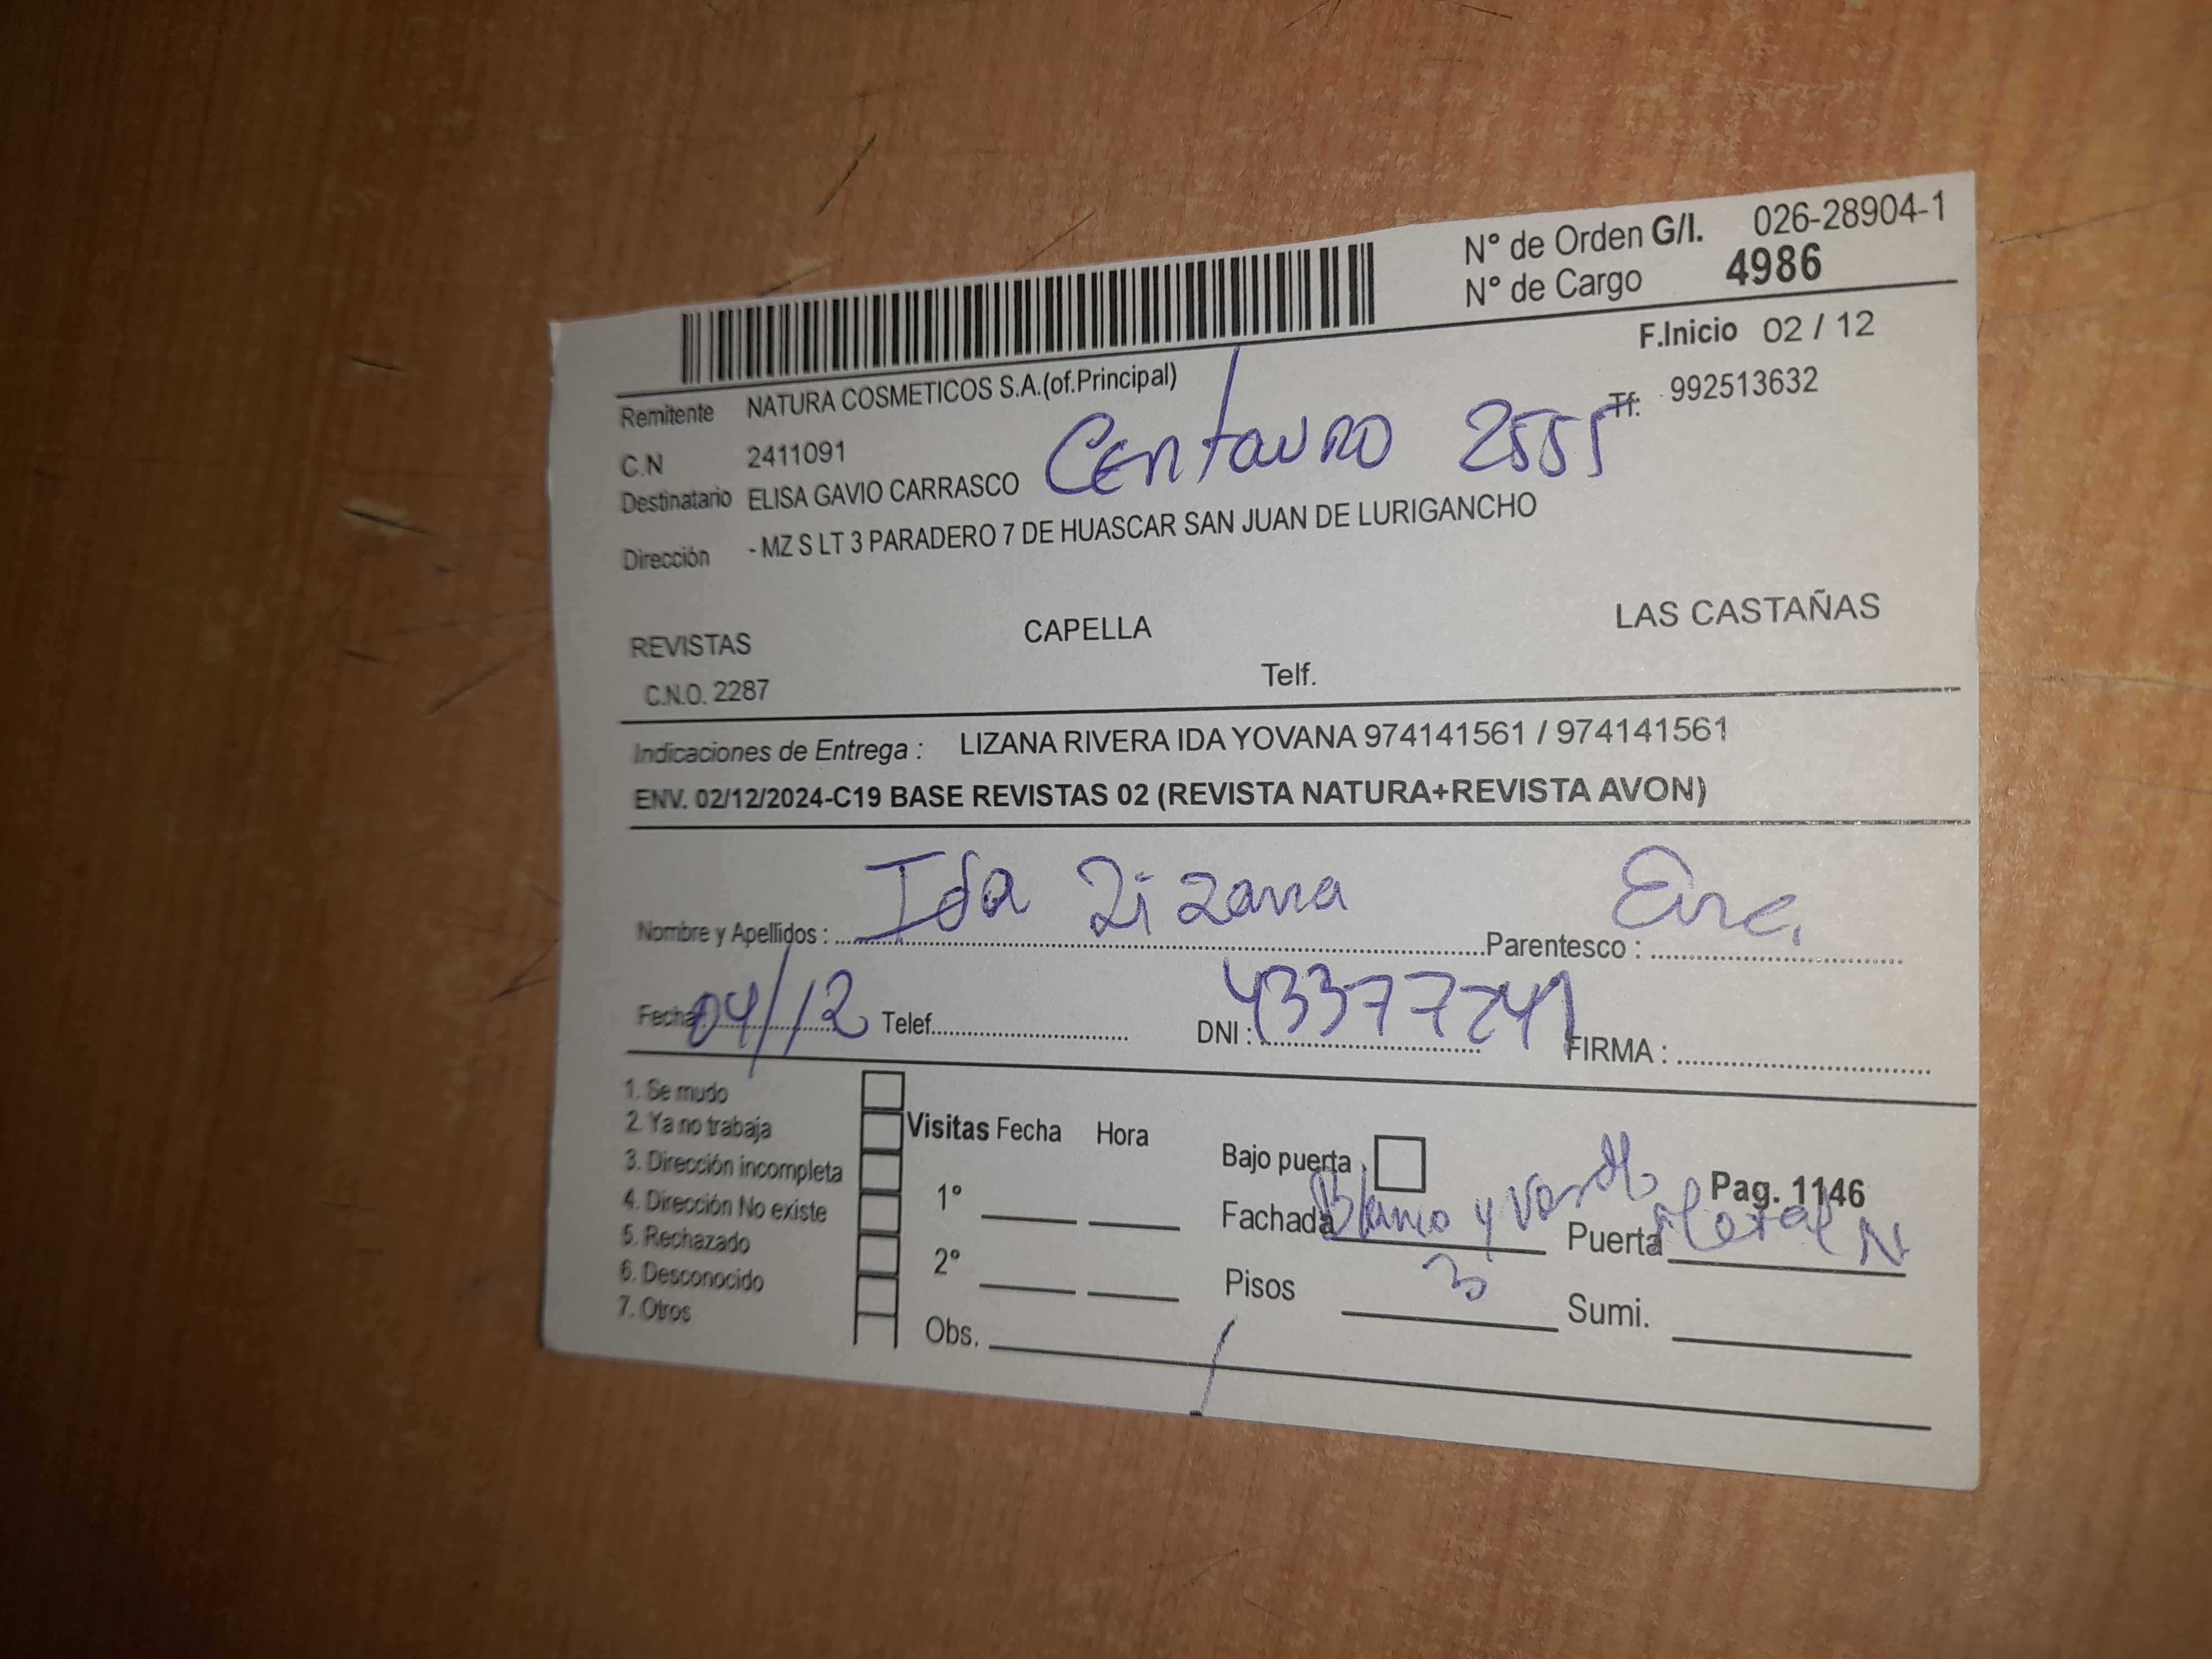 N° de Orden G/I. 026-28904-1
N° de Cargo 4986
F.Inicio 02 / 12
Remitente NATURA COSMETICOS S.A.(of.Principal)
Tf: 992513632
C.N 2411091
Centauro 2555
Destinatario ELISA GAVIO CARRASCO
Dirección - MZ S LT 3 PARADERO 7 DE HUASCAR SAN JUAN DE LURIGANCHO
REVISTAS CAPELLA LAS CASTAÑAS
C.N.O. 2287 Telf.
Indicaciones de Entrega : LIZANA RIVERA IDA YOVANA 974141561 / 974141561
ENV. 02/12/2024-C19 BASE REVISTAS 02 (REVISTA NATURA+REVISTA AVON)
Nombre y Apellidos : Ida Lizana Parentesco :
Fecha 04/12 Telef. DNI : 43377241 FIRMA :
1. Se mudo
2. Ya no trabaja
3. Dirección incompleta
4. Dirección No existe
5. Rechazado
6. Desconocido
7. Otros
Visitas Fecha Hora
1°
2°
Obs.
Bajo puerta
Pag. 1146
Fachada Blanco y Puerta Metal N
Pisos 3 Sumi.